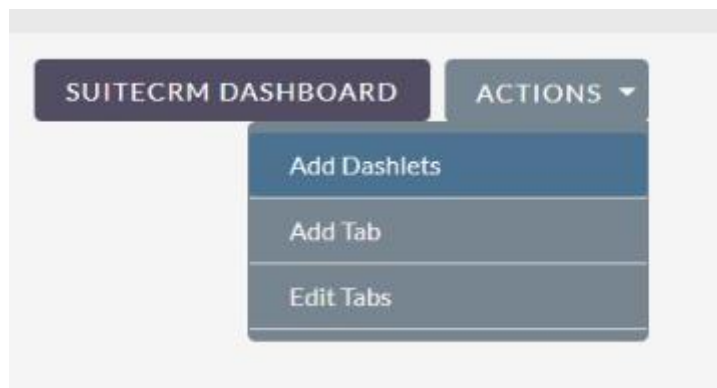 SUITECRM DASHBOARD ACTIONS
Add Dashlets
Add Tab
Edit Tabs